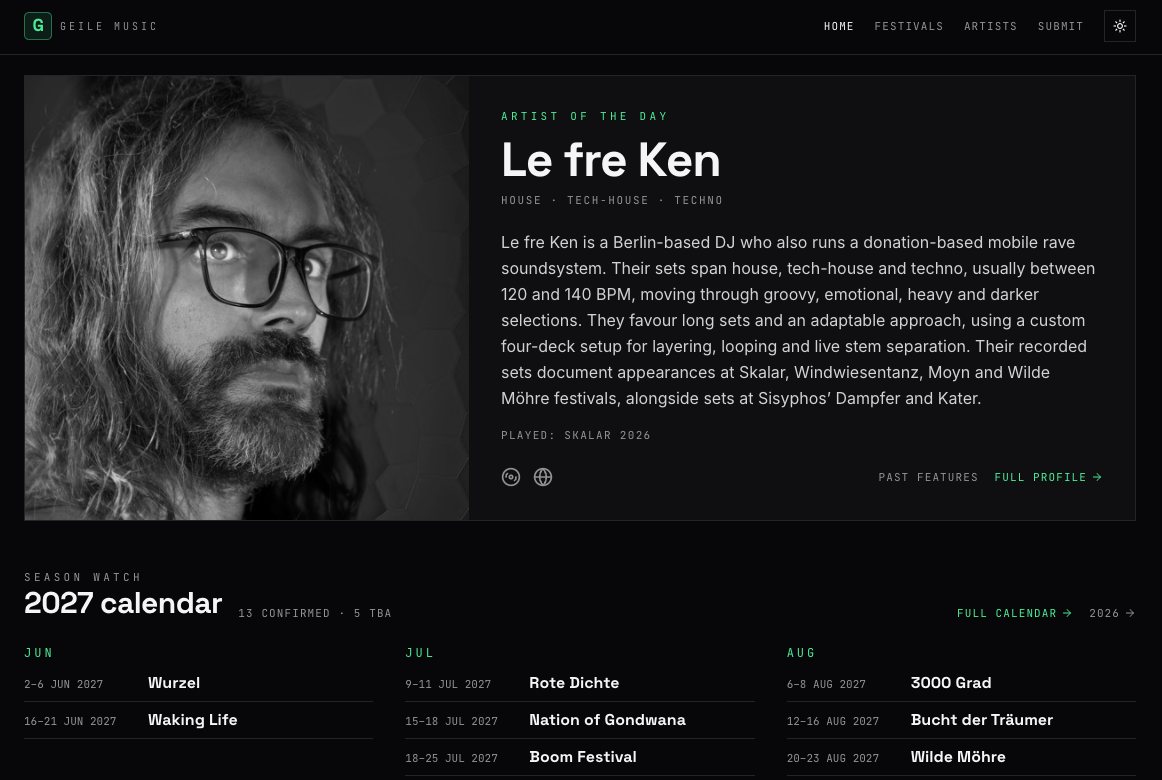 G GEILE MUSIC
HOME FESTIVALS ARTISTS SUBMIT
ARTIST OF THE DAY
Le fre Ken
HOUSE · TECH-HOUSE · TECHNO
Le fre Ken is a Berlin-based DJ who also runs a donation-based mobile rave
soundsystem. Their sets span house, tech-house and techno, usually between
120 and 140 BPM, moving through groovy, emotional, heavy and darker
selections. They favour long sets and an adaptable approach, using a custom
four-deck setup for layering, looping and live stem separation. Their recorded
sets document appearances at Skalar, Windwiesentanz, Moyn and Wilde
Möhre festivals, alongside sets at Sisyphos’ Dampfer and Kater.
PLAYED: SKALAR 2026
PAST FEATURES FULL PROFILE →
SEASON WATCH
2027 calendar 13 CONFIRMED · 5 TBA
FULL CALENDAR → 2026 →
JUN
2–6 JUN 2027 Wurzel
16–21 JUN 2027 Waking Life
JUL
9–11 JUL 2027 Rote Dichte
15–18 JUL 2027 Nation of Gondwana
18–25 JUL 2027 Boom Festival
AUG
6–8 AUG 2027 3000 Grad
12–16 AUG 2027 Bucht der Träumer
20–23 AUG 2027 Wilde Möhre